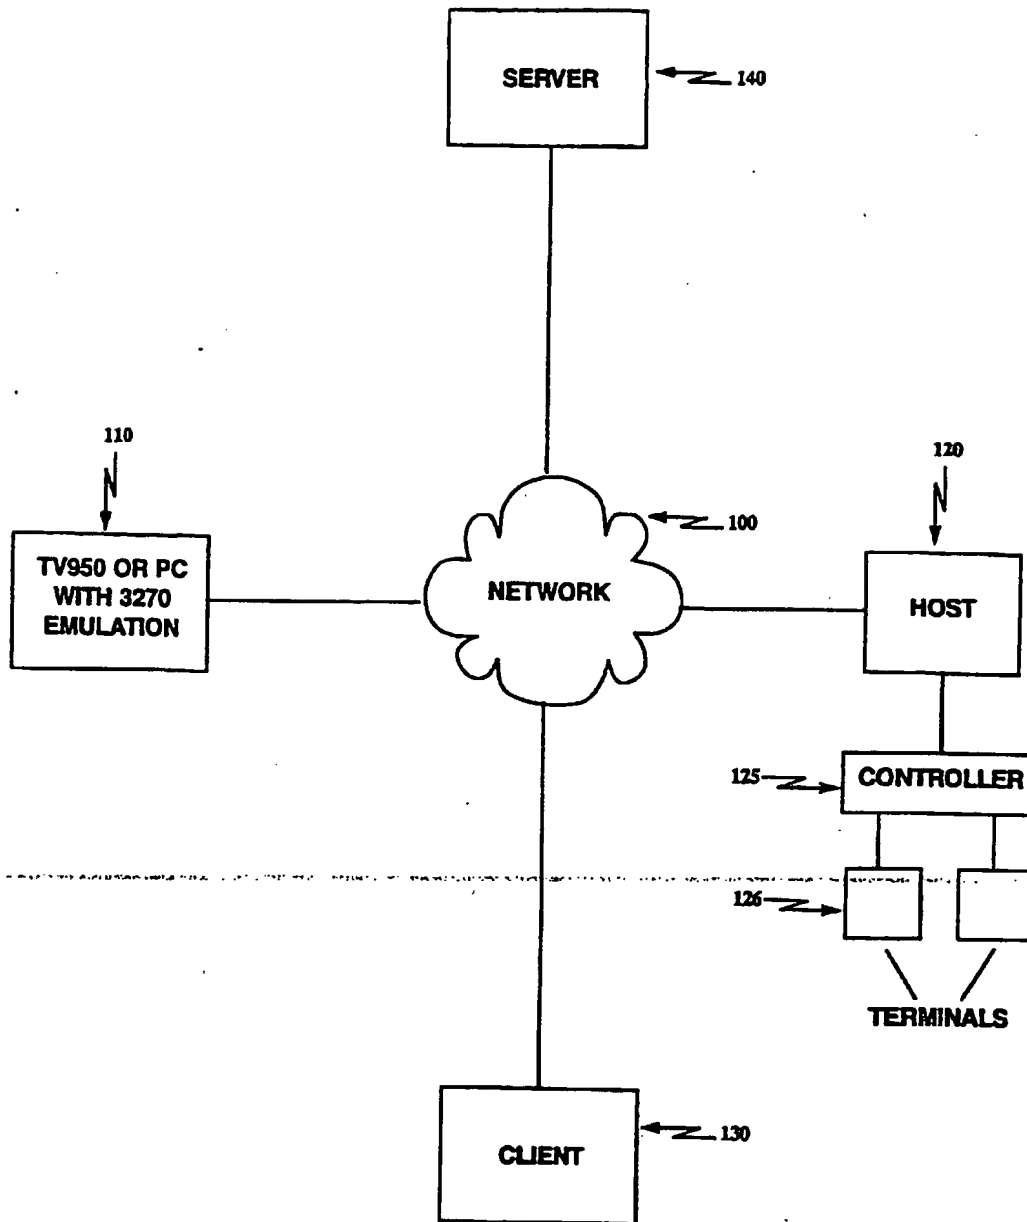 SERVER
140
110
120
100
TV950 OR PC
WITH 3270
EMULATION
NETWORK
HOST
125
CONTROLLER
126
TERMINALS
130
CLIENT